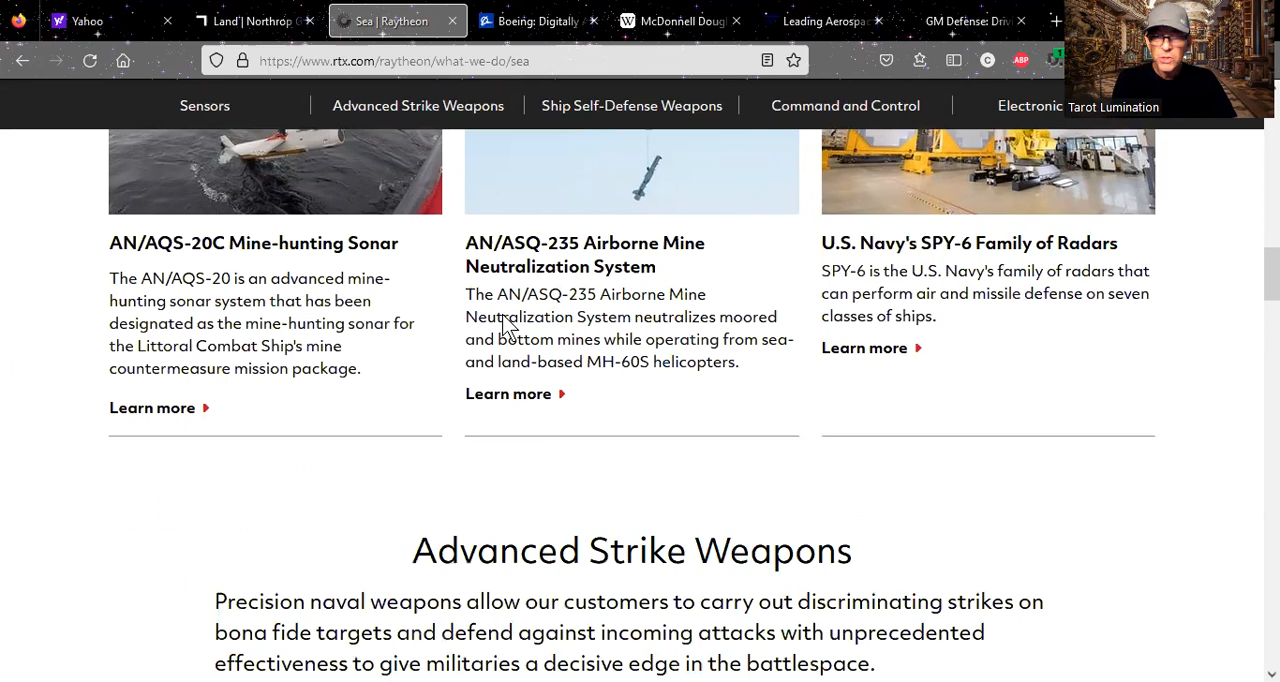 Yahoo
Land | Northrop G
Sea | Raytheon
Boeing: Digitally A
W McDonnell Doug
Leading Aerospac
GM Defense: Drivi
https://www.rtx.com/raytheon/what-we-do/sea
C
ABP
1
Tarot Lumination
Sensors
Advanced Strike Weapons
Ship Self-Defense Weapons
Command and Control
Electronic
AN/AQS-20C Mine-hunting Sonar
The AN/AQS-20 is an advanced mine-
hunting sonar system that has been
designated as the mine-hunting sonar for
the Littoral Combat Ship's mine
countermeasure mission package.
Learn more
AN/ASQ-235 Airborne Mine
Neutralization System
The AN/ASQ-235 Airborne Mine
Neutralization System neutralizes moored
and bottom mines while operating from sea-
and land-based MH-60S helicopters.
Learn more
U.S. Navy's SPY-6 Family of Radars
SPY-6 is the U.S. Navy's family of radars that
can perform air and missile defense on seven
classes of ships.
Learn more
Advanced Strike Weapons
Precision naval weapons allow our customers to carry out discriminating strikes on
bona fide targets and defend against incoming attacks with unprecedented
effectiveness to give militaries a decisive edge in the battlespace.